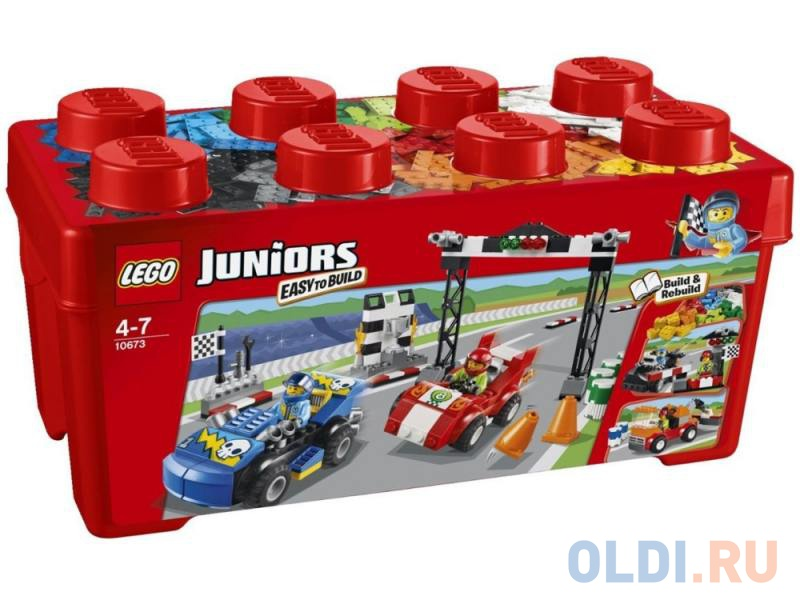 LEGO
JUNiORS
EASY TO BUILD
4-7
10673
Build &
Rebuild
OLDI.RU